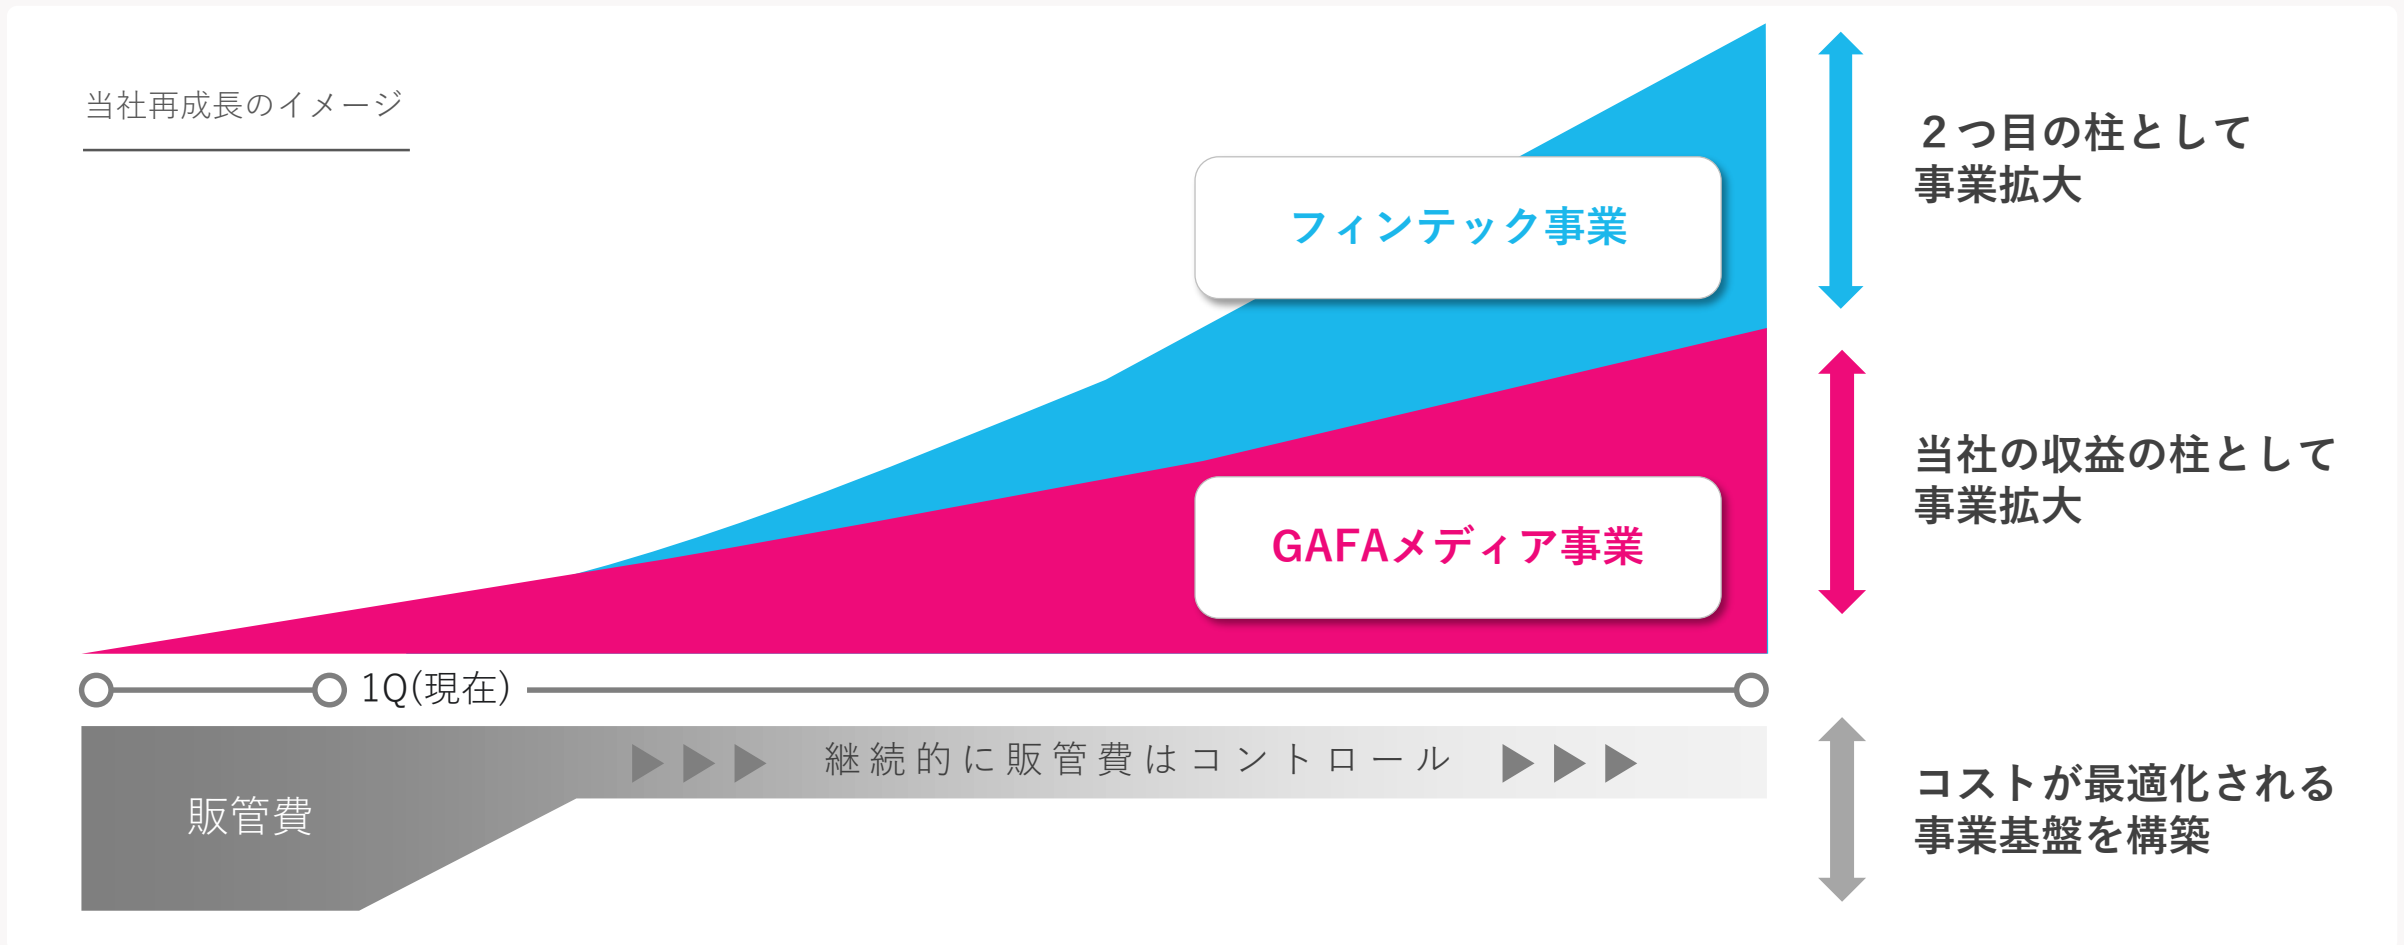 当社再成長のイメージ
２つ目の柱として
事業拡大
フィンテック事業
当社の収益の柱として
事業拡大
GAFAメディア事業
1Q(現在)
継続的に販管費はコントロール
販管費
コストが最適化される
事業基盤を構築